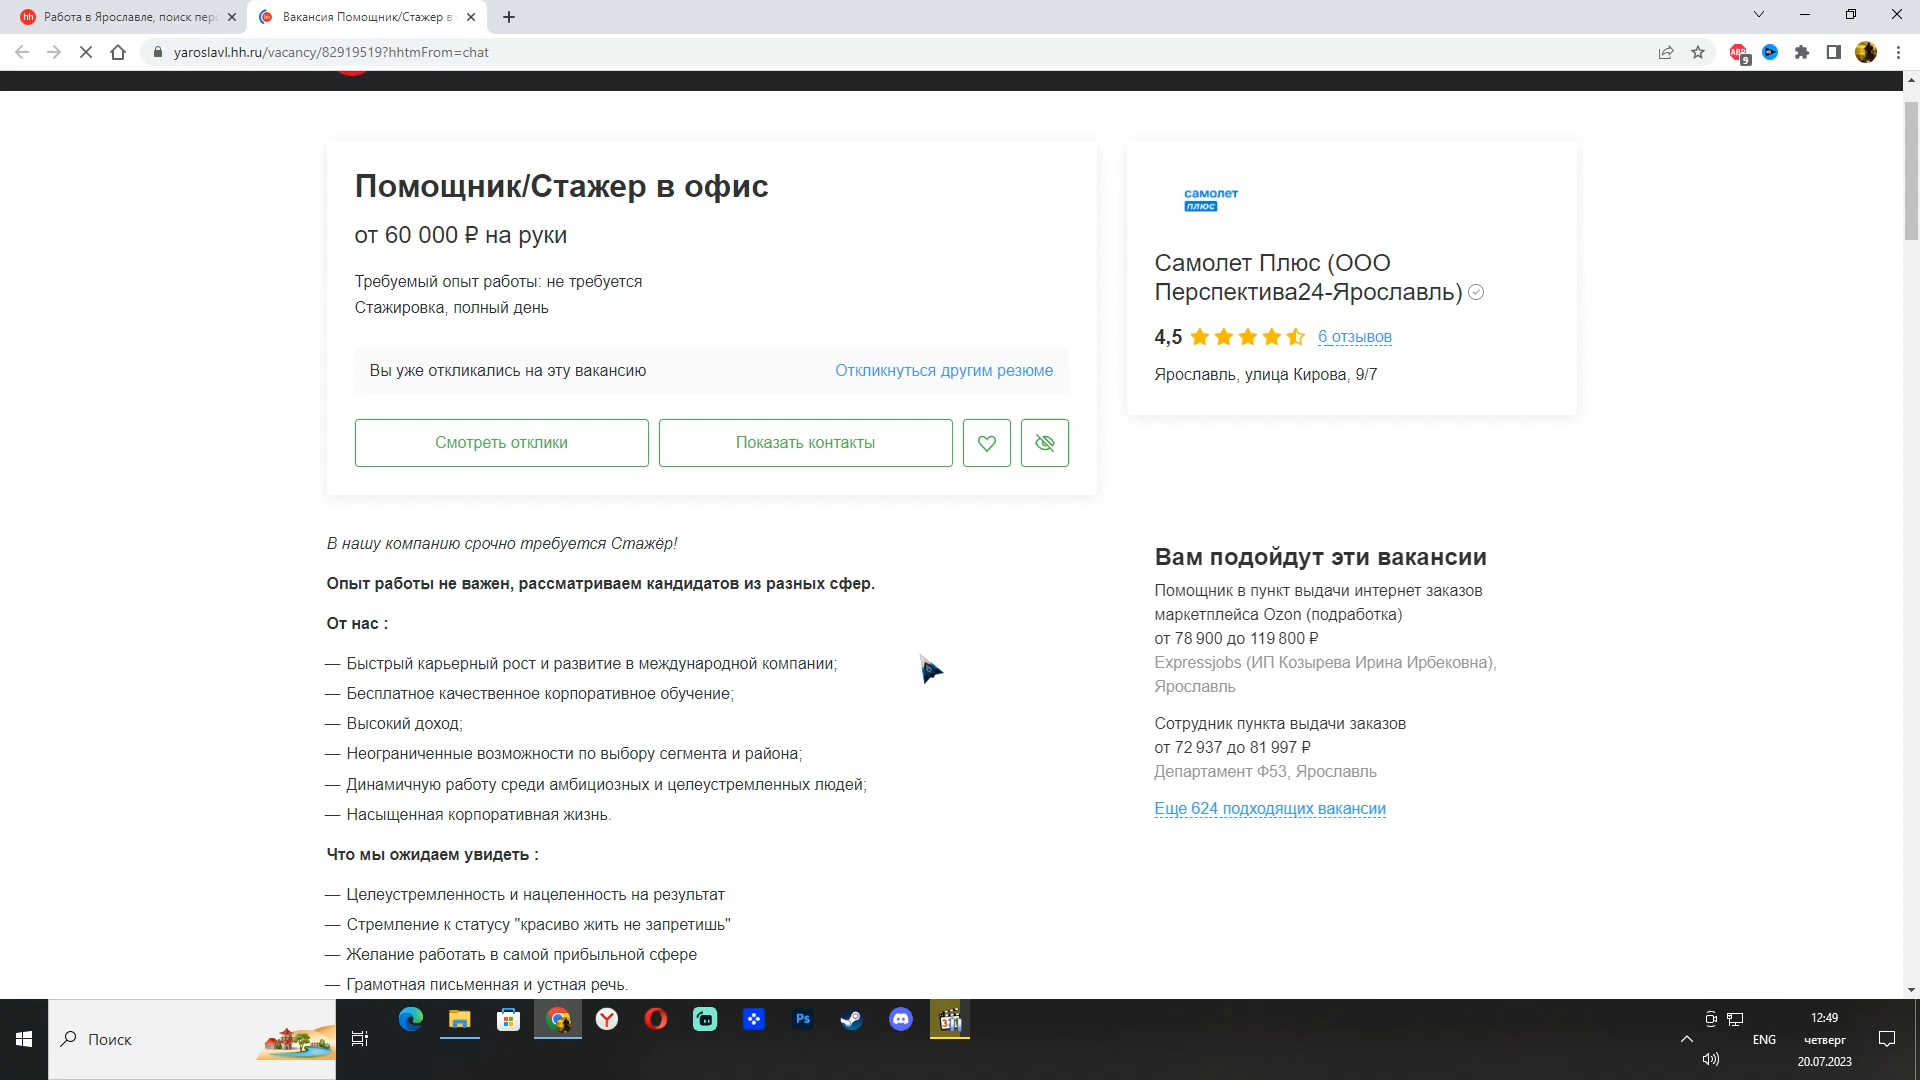 Работа в Ярославле, поиск пер
Вакансия Помощник/Стажер в
yaroslavl.hh.ru/vacancy/82919519?hhtmFrom=chat
ABP
9
Помощник/Стажер в офис
от 60 000 ₽ на руки
Требуемый опыт работы: не требуется
Стажировка, полный день
Вы уже откликались на эту вакансию
Откликнуться другим резюме
Смотреть отклики
Показать контакты
самолет
плюс
Самолет Плюс (ООО
Перспектива24-Ярославль)
4,5
6 отзывов
Ярославль, улица Кирова, 9/7
В нашу компанию срочно требуется Стажёр!
Опыт работы не важен, рассматриваем кандидатов из разных сфер.
От нас :
— Быстрый карьерный рост и развитие в международной компании;
— Бесплатное качественное корпоративное обучение;
— Высокий доход;
— Неограниченные возможности по выбору сегмента и района;
— Динамичную работу среди амбициозных и целеустремленных людей;
— Насыщенная корпоративная жизнь.
Что мы ожидаем увидеть :
— Целеустремленность и нацеленность на результат
— Стремление к статусу "красиво жить не запретишь"
— Желание работать в самой прибыльной сфере
— Грамотная письменная и устная речь.
Вам подойдут эти вакансии
Помощник в пункт выдачи интернет заказов
маркетплейса Ozon (подработка)
от 78 900 до 119 800 ₽
Expressjobs (ИП Козырева Ирина Ирбековна),
Ярославль
Сотрудник пункта выдачи заказов
от 72 937 до 81 997 ₽
Департамент Ф53, Ярославль
Еще 624 подходящих вакансии
Поиск
Ps
ENG
12:49
четверг
20.07.2023